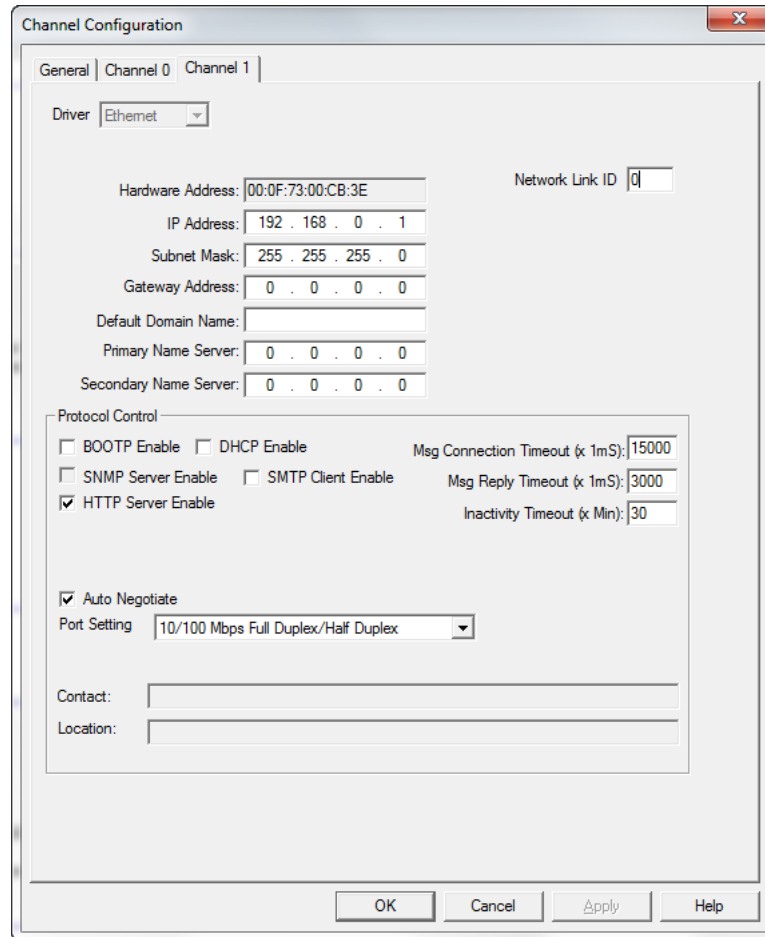 Channel Configuration
General Channel 0 Channel 1
Driver Ethernet
Network Link ID 0
Hardware Address: 00:0F:73:00:CB:3E
IP Address: 192 . 168 . 0 . 1
Subnet Mask: 255 . 255 . 255 . 0
Gateway Address: 0 . 0 . 0 . 0
Default Domain Name:
Primary Name Server: 0 . 0 . 0 . 0
Secondary Name Server: 0 . 0 . 0 . 0
Protocol Control
BOOTP Enable DHCP Enable Msg Connection Timeout (x 1mS): 15000
SNMP Server Enable SMTP Client Enable Msg Reply Timeout (x 1mS): 3000
HTTP Server Enable Inactivity Timeout (x Min): 30
Auto Negotiate
Port Setting 10/100 Mbps Full Duplex/Half Duplex
Contact:
Location:
OK Cancel Apply Help